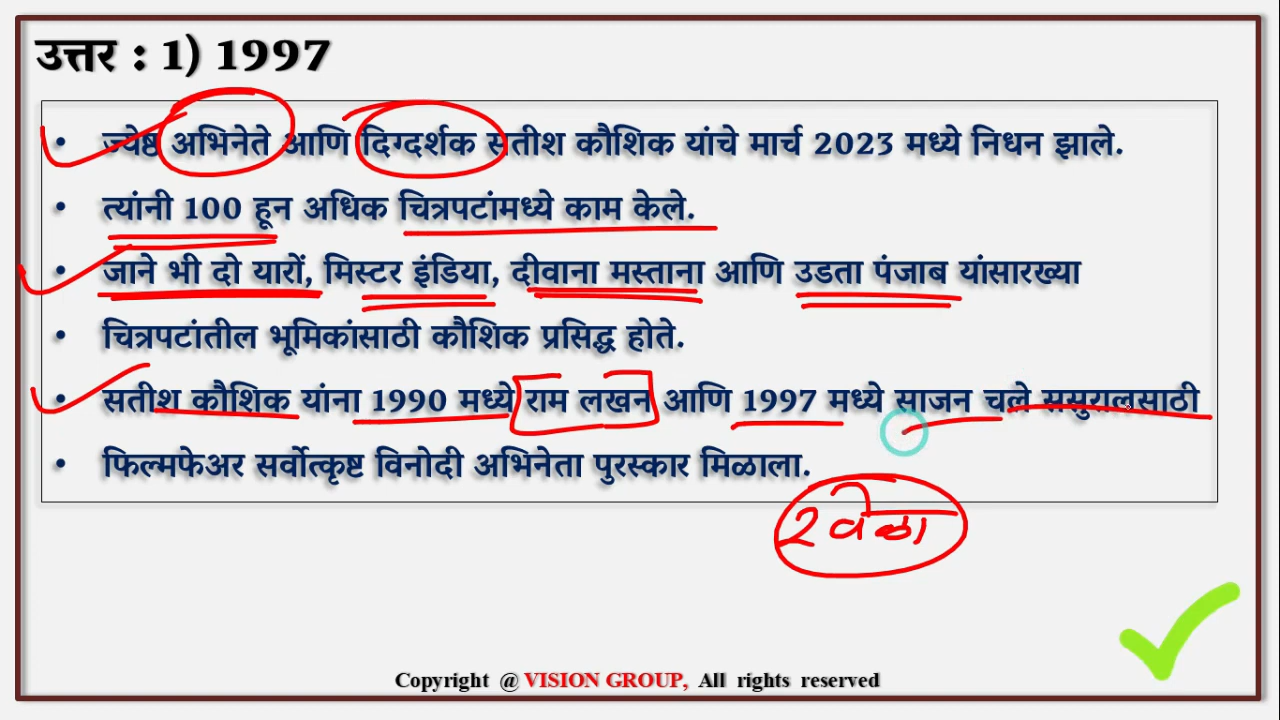 उत्तर : 1) 1997
• ज्येष्ठ अभिनेते आणि दिग्दर्शक सतीश कौशिक यांचे मार्च 2023 मध्ये निधन झाले.
• त्यांनी 100 हून अधिक चित्रपटांमध्ये काम केले.
• जाने भी दो यारों, मिस्टर इंडिया, दीवाना मस्ताना आणि उडता पंजाब यांसारख्या
• चित्रपटांतील भूमिकांसाठी कौशिक प्रसिद्ध होते.
• सतीश कौशिक यांना 1990 मध्ये राम लखन आणि 1997 मध्ये साजन चले ससुरालसाठी
• फिल्मफेअर सर्वोत्कृष्ट विनोदी अभिनेता पुरस्कार मिळाला.
2 वेळा
Copyright @ VISION GROUP, All rights reserved